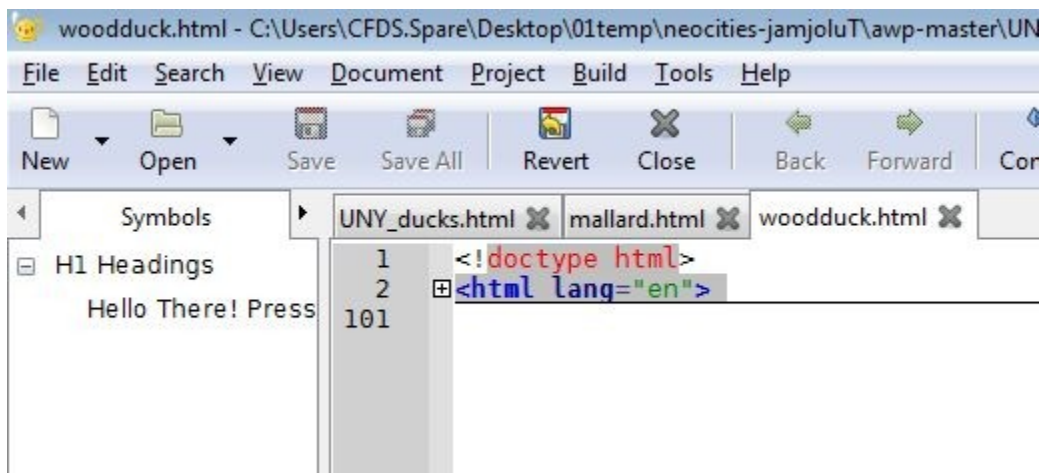 woodduck.html - C:\Users\CFDS.Spare\Desktop\01temp\neocities-jamjoluT\awp-master\UN
File Edit Search View Document Project Build Tools Help
New Open Save Save All Revert Close Back Forward Con
Symbols UNY_ducks.html mallard.html woodduck.html
H1 Headings
Hello There! Press
1 <!doctype html>
2 <html lang="en">
101